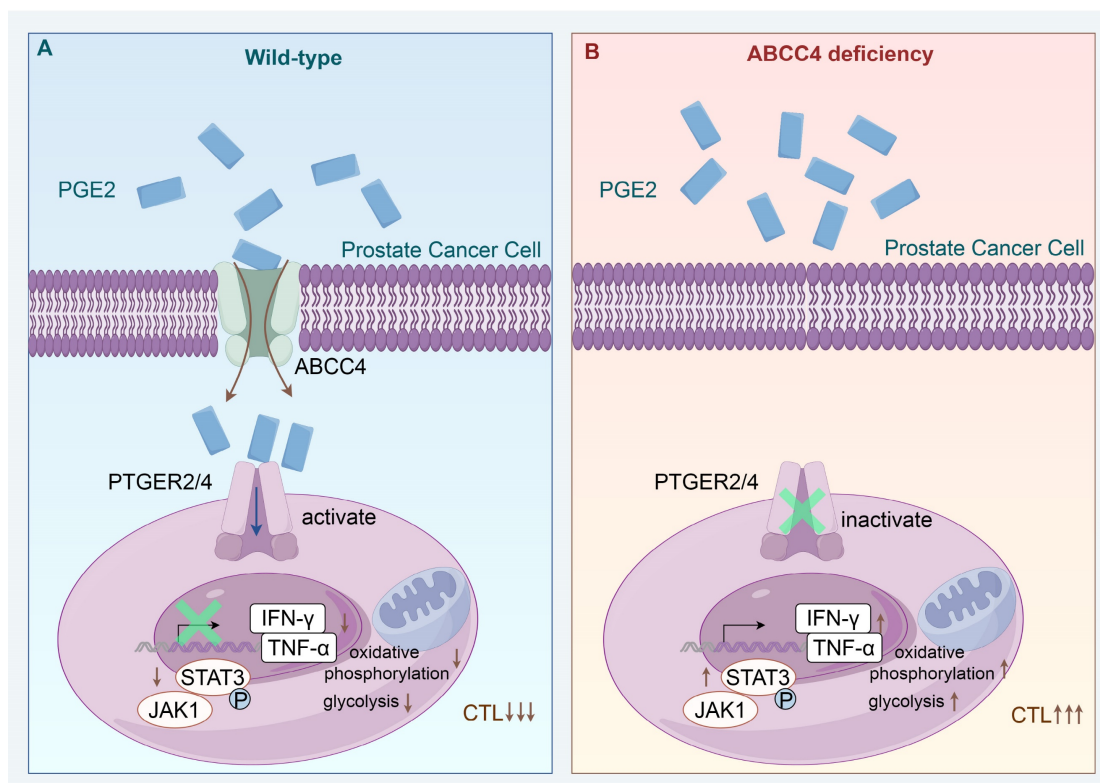 A
Wild-type
PGE2
Prostate Cancer Cell
ABCC4
PTGER2/4
activate
IFN-γ ↓
TNF-α
oxidative
phosphorylation ↓
glycolysis ↓
↓ STAT3
P
JAK1
CTL↓↓↓
B
ABCC4 deficiency
PGE2
Prostate Cancer Cell
PTGER2/4
inactivate
IFN-γ ↑
TNF-α
oxidative
phosphorylation ↑
glycolysis ↑
↑ STAT3
P
JAK1
CTL↑↑↑